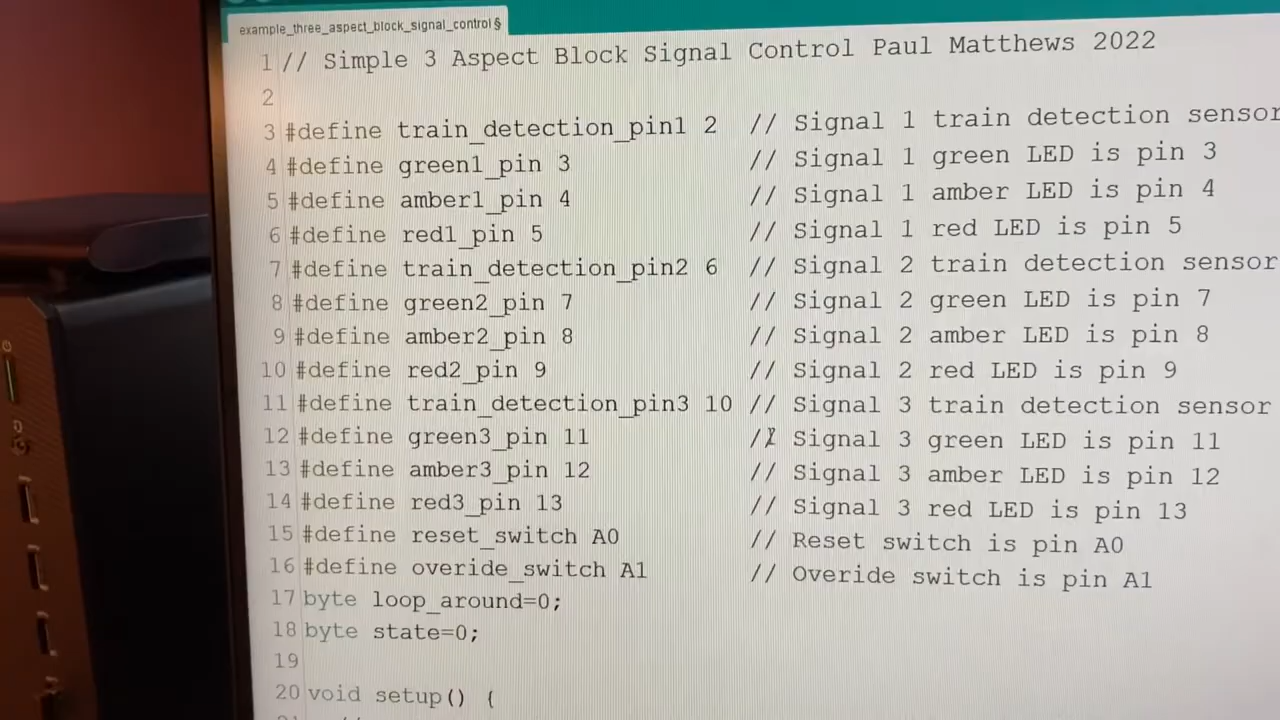 example_three_aspect_block_signal_control §
1 // Simple 3 Aspect Block Signal Control Paul Matthews 2022
2
3 #define train_detection_pin1 2 // Signal 1 train detection sensor
4 #define green1_pin 3 // Signal 1 green LED is pin 3
5 #define amber1_pin 4 // Signal 1 amber LED is pin 4
6 #define red1_pin 5 // Signal 1 red LED is pin 5
7 #define train_detection_pin2 6 // Signal 2 train detection sensor
8 #define green2_pin 7 // Signal 2 green LED is pin 7
9 #define amber2_pin 8 // Signal 2 amber LED is pin 8
10 #define red2_pin 9 // Signal 2 red LED is pin 9
11 #define train_detection_pin3 10 // Signal 3 train detection sensor
12 #define green3_pin 11 // Signal 3 green LED is pin 11
13 #define amber3_pin 12 // Signal 3 amber LED is pin 12
14 #define red3_pin 13 // Signal 3 red LED is pin 13
15 #define reset_switch A0 // Reset switch is pin A0
16 #define overide_switch A1 // Overide switch is pin A1
17 byte loop_around=0;
18 byte state=0;
19
20 void setup() {